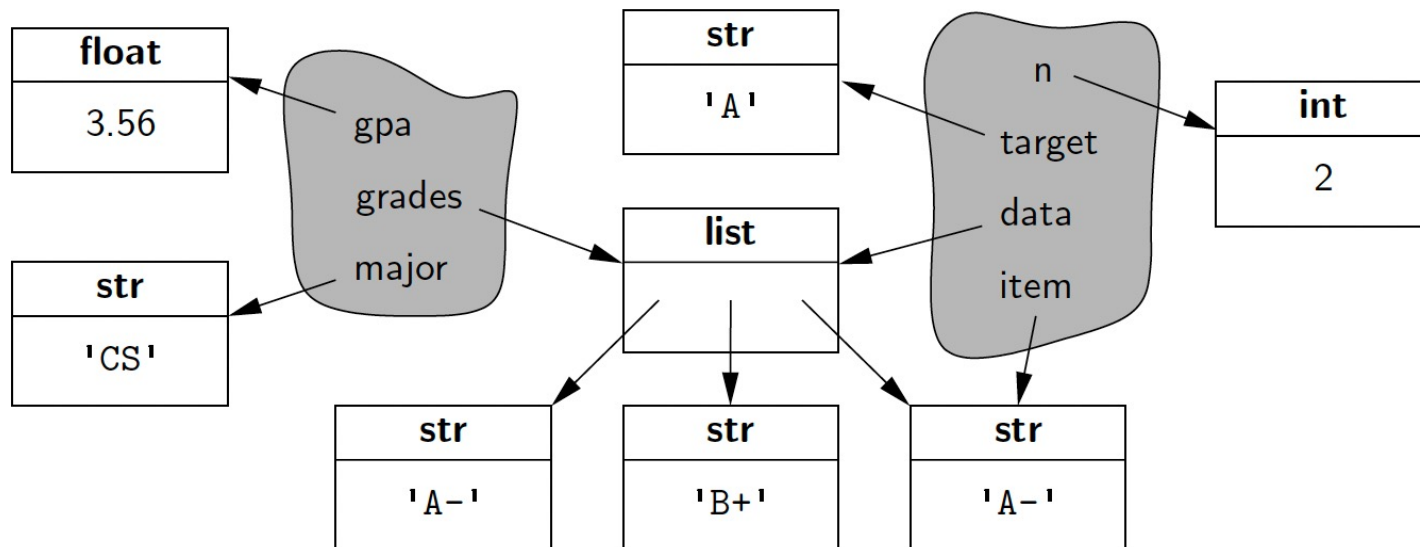 float
3.56
gpa
grades
major
str
'CS'
str
'A'
list
n
target
data
item
int
2
str
'A-'
str
'B+'
str
'A-'